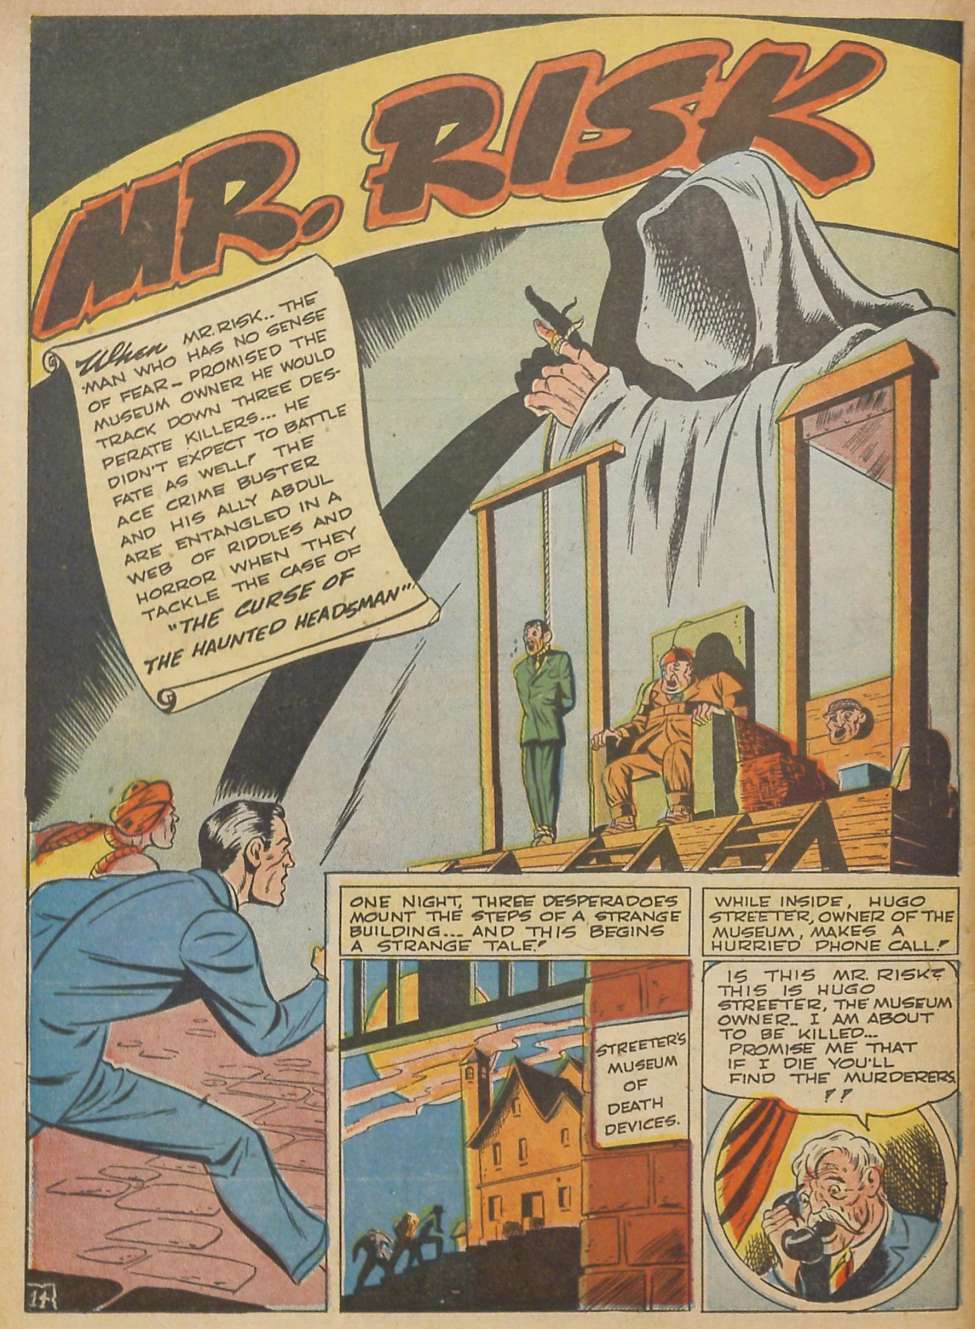 MR. RISK
When MR. RISK.. THE
MAN WHO HAS NO SENSE
OF FEAR - PROMISED THE
MUSEUM OWNER HE WOULD
TRACK DOWN THREE DES-
PERATE KILLERS... HE
DIDN'T EXPECT TO BATTLE
FATE AS WELL! THE
ACE CRIME BUSTER
AND HIS ALLY ABDUL
ARE ENTANGLED IN A
WEB OF RIDDLES AND
HORROR WHEN THEY
TACKLE THE CASE OF
"THE CURSE OF
THE HAUNTED HEADSMAN"
ONE NIGHT, THREE DESPERADOES
MOUNT THE STEPS OF A STRANGE
BUILDING... AND THIS BEGINS
A STRANGE TALE!
STREETER'S
MUSEUM
OF
DEATH
DEVICES.
WHILE INSIDE, HUGO
STREETER, OWNER OF THE
MUSEUM, MAKES A
HURRIED PHONE CALL!
IS THIS MR. RISK?
THIS IS HUGO
STREETER, THE MUSEUM
OWNER.. I AM ABOUT
TO BE KILLED...
PROMISE ME THAT
IF I DIE YOU'LL
FIND THE MURDERERS
!!
14